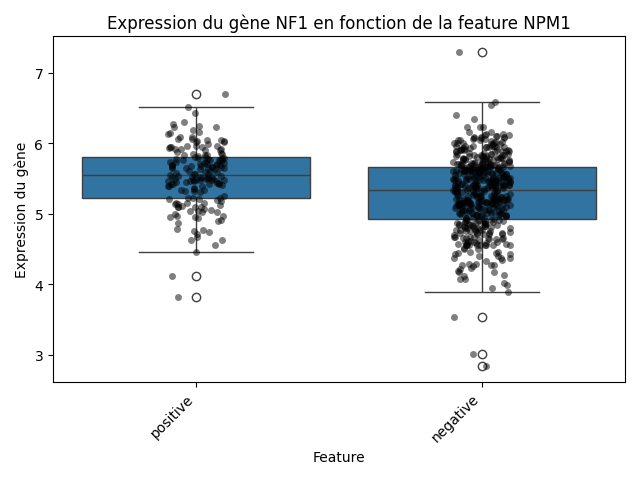 Expression du gène NF1 en fonction de la feature NPM1
Expression du gène
7
6
5
4
3
positive
negative
Feature